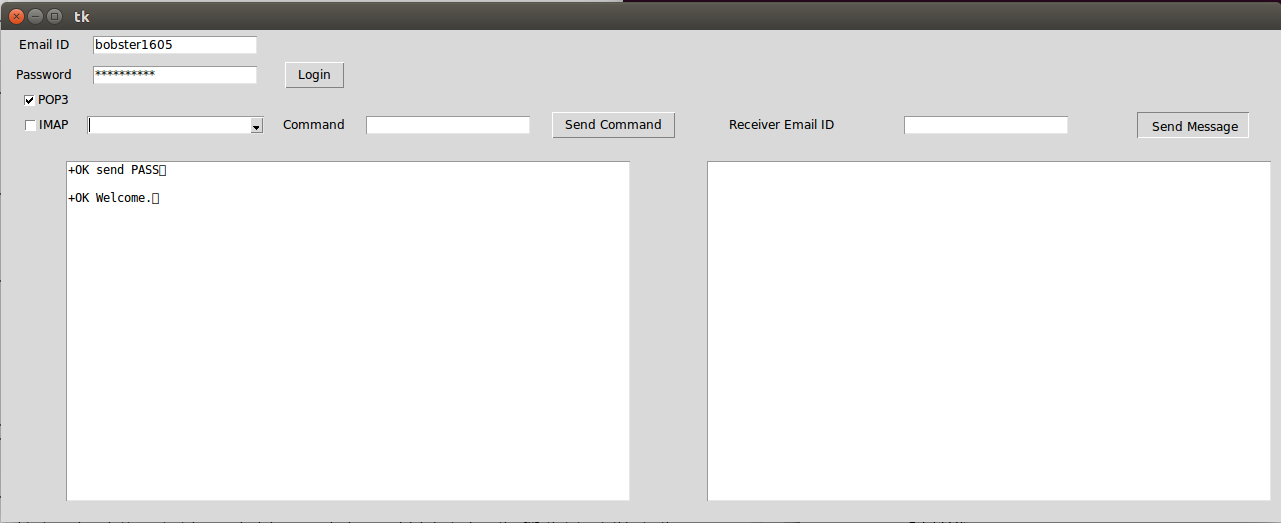 tk
Email ID bobster1605
Password ********** Login
POP3
IMAP Command Send Command Receiver Email ID Send Message
+OK send PASS
+OK Welcome.